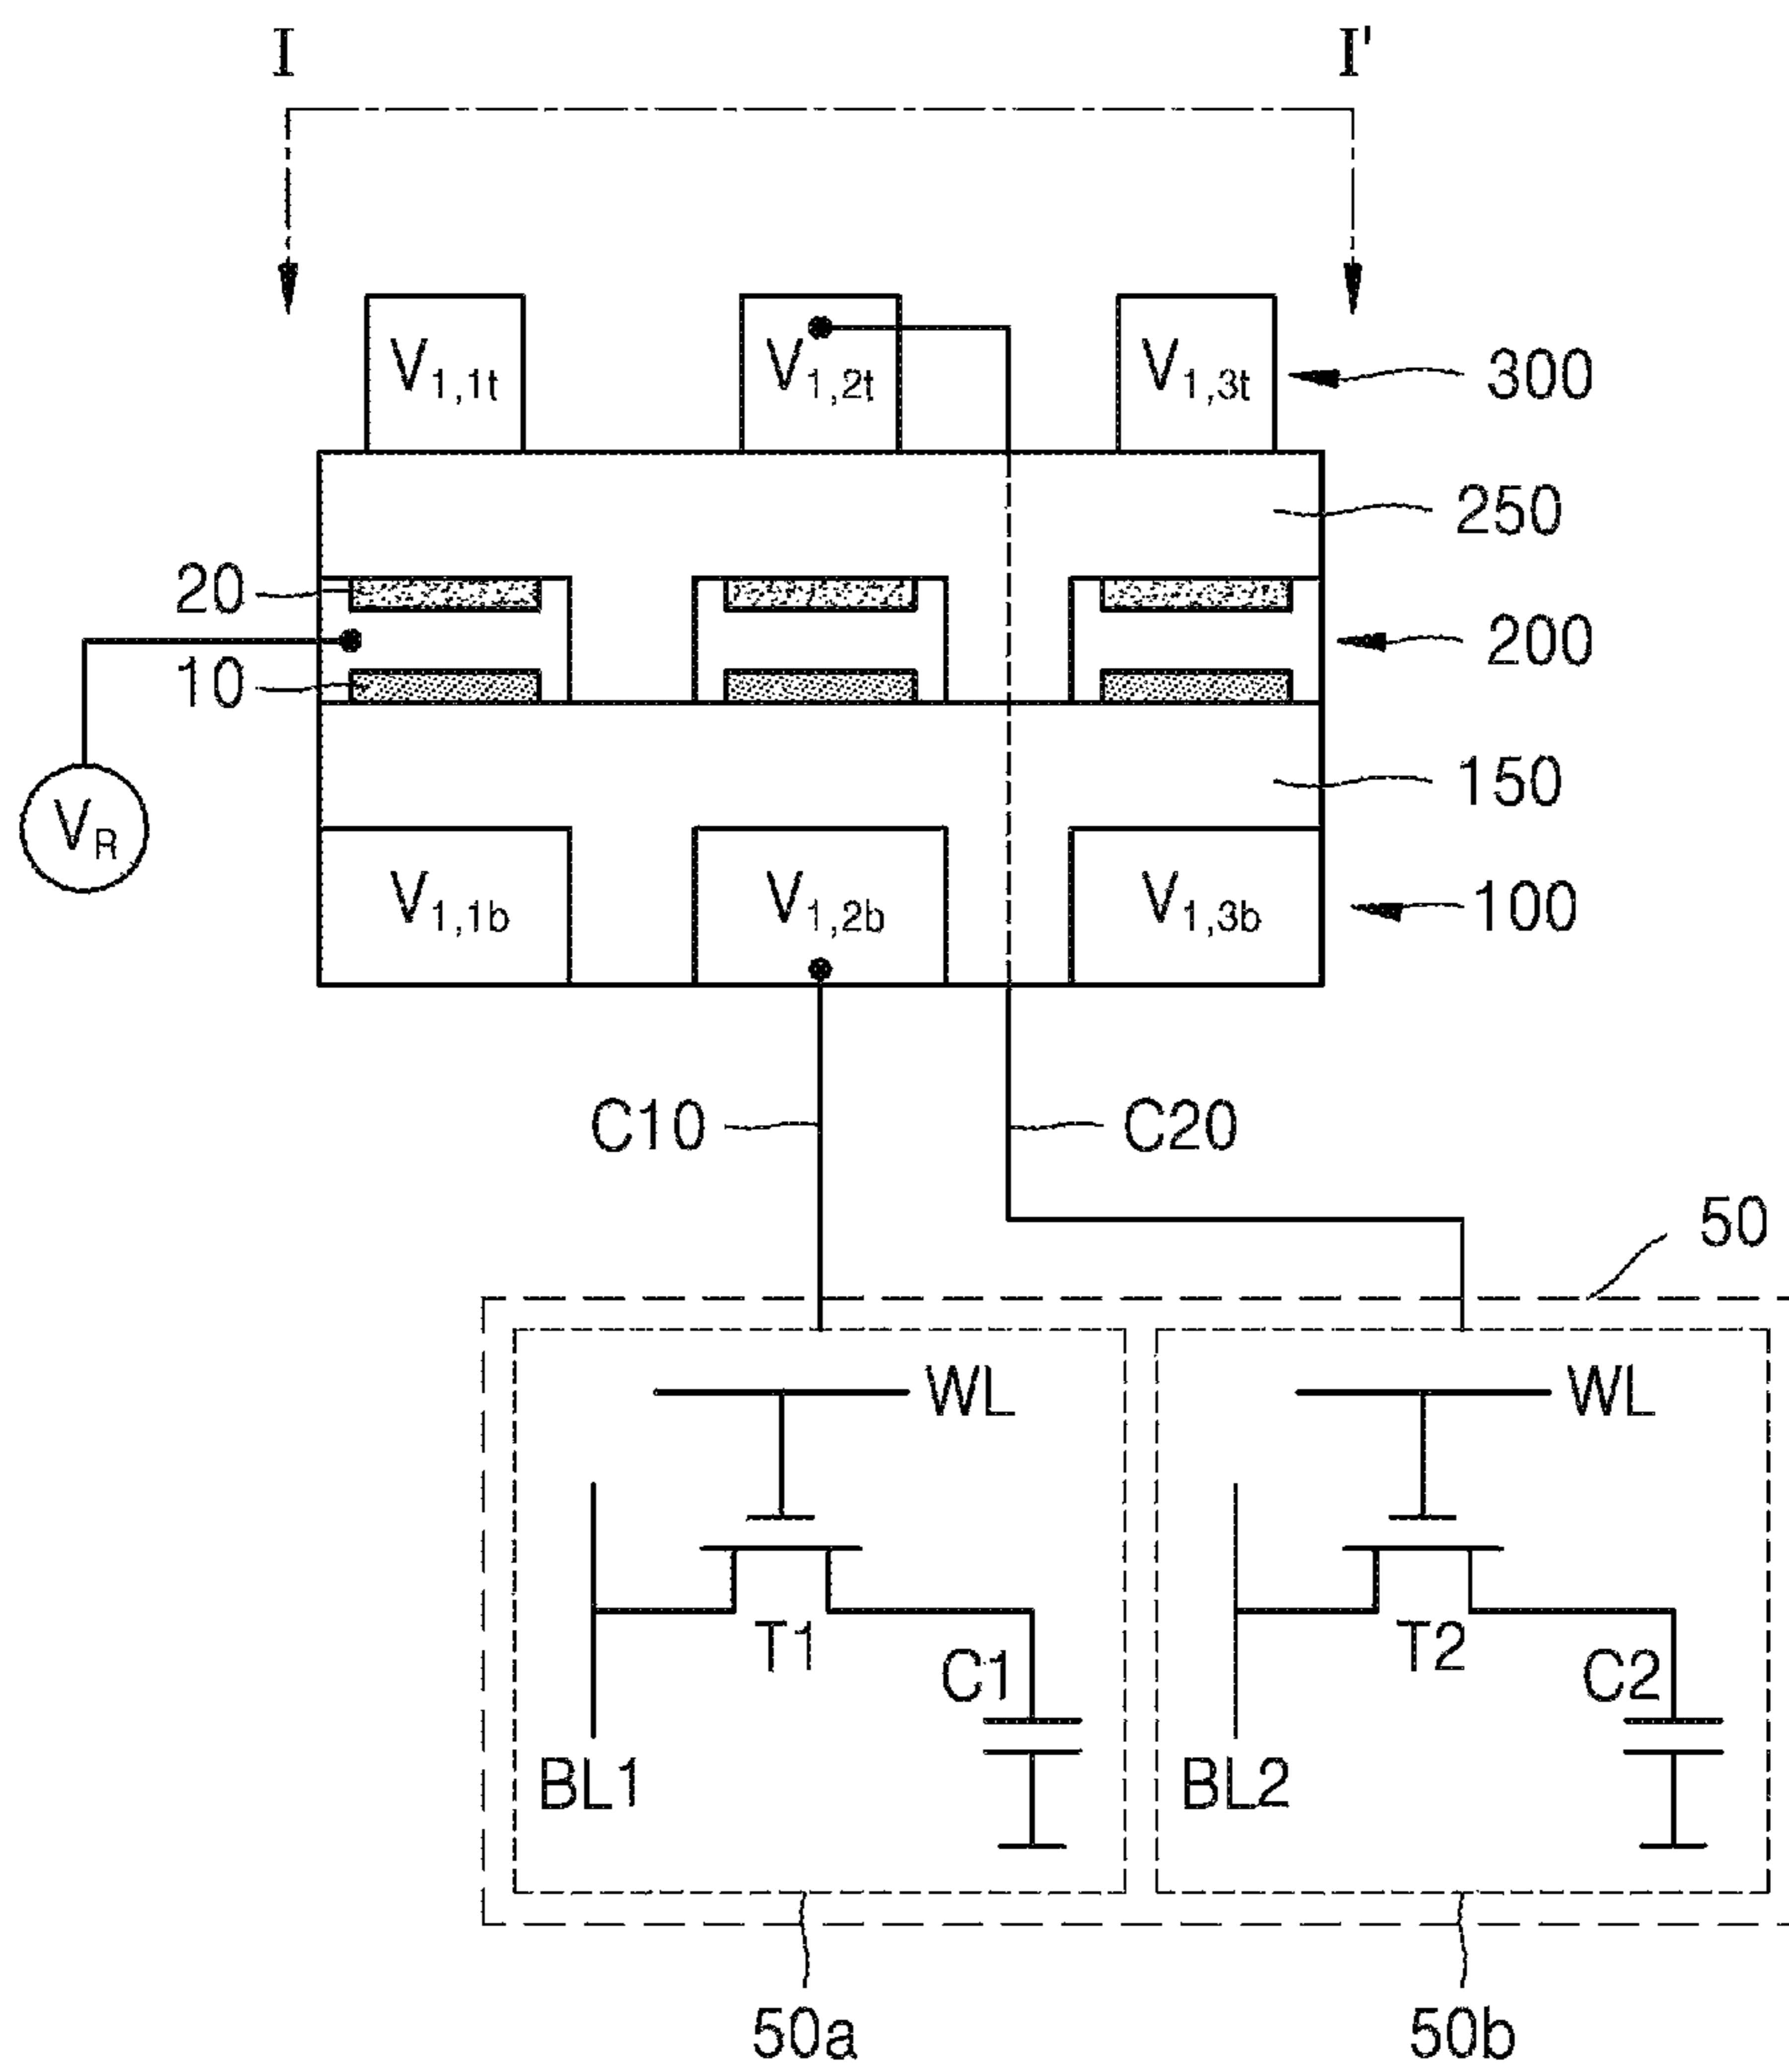 I I'
V1,1t V1,2t V1,3t 300
250
20
200
10
150
VR
V1,1b V1,2b V1,3b 100
C10 C20
50
WL WL
T1 T2
C1 C2
BL1 BL2
50a 50b